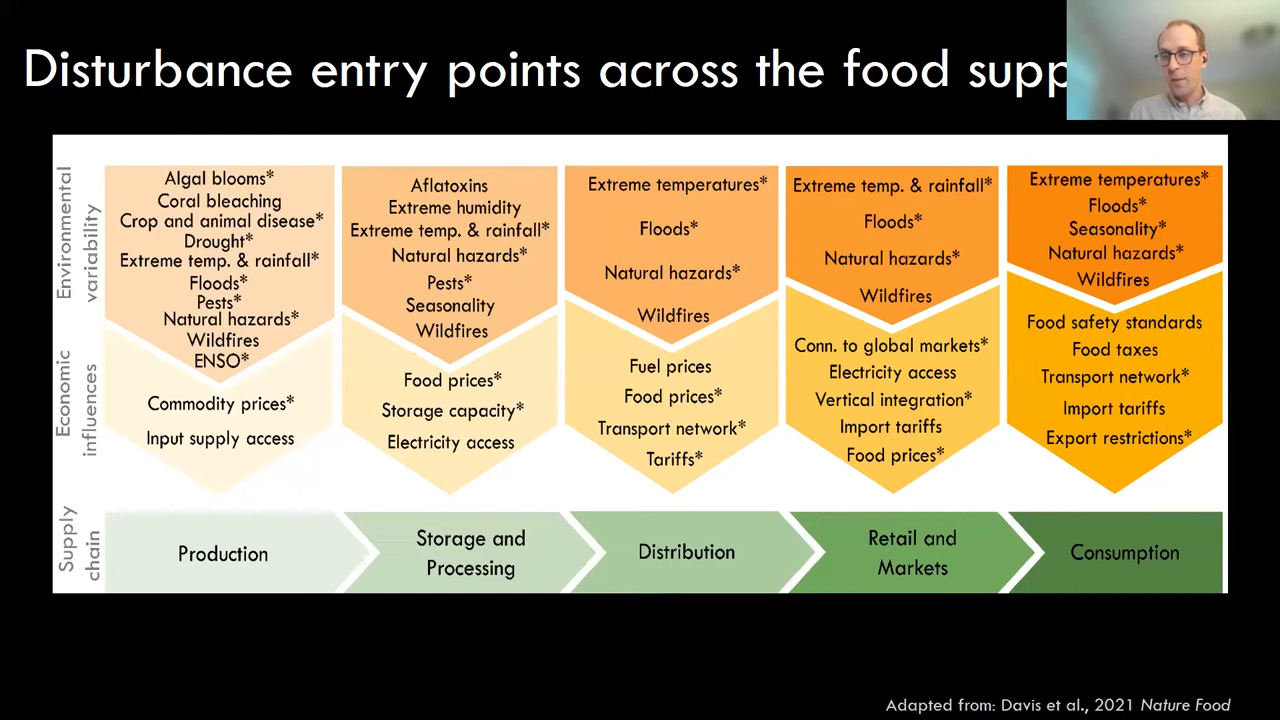 Disturbance entry points across the food supp
Environmental
variability
Algal blooms*
Coral bleaching
Crop and animal disease*
Drought*
Extreme temp. & rainfall*
Floods*
Pests*
Natural hazards*
Wildfires
ENSO*
Aflatoxins
Extreme humidity
Extreme temp. & rainfall*
Natural hazards*
Pests*
Seasonality
Wildfires
Extreme temperatures*
Floods*
Natural hazards*
Wildfires
Extreme temp. & rainfall*
Floods*
Natural hazards*
Wildfires
Extreme temperatures*
Floods*
Seasonality*
Natural hazards*
Wildfires
Economic
influences
Commodity prices*
Input supply access
Food prices*
Storage capacity*
Electricity access
Fuel prices
Food prices*
Transport network*
Tariffs*
Conn. to global markets*
Electricity access
Vertical integration*
Import tariffs
Food prices*
Food safety standards
Food taxes
Transport network*
Import tariffs
Export restrictions*
Supply
chain
Production
Storage and
Processing
Distribution
Retail and
Markets
Consumption
Adapted from: Davis et al., 2021 Nature Food